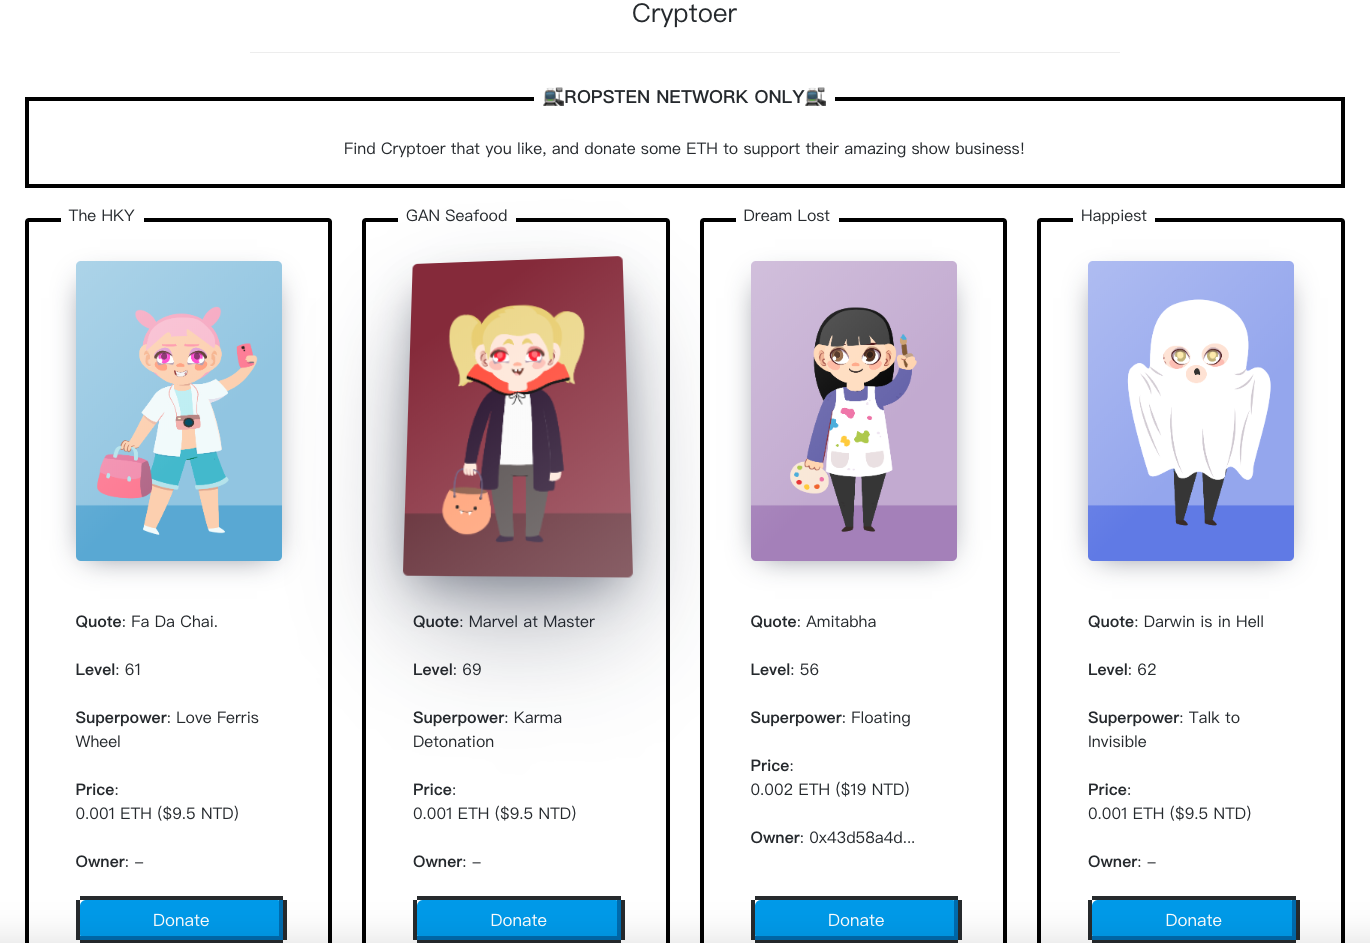 Cryptoer
ROPSTEN NETWORK ONLY
Find Cryptoer that you like, and donate some ETH to support their amazing show business!
The HKY
Quote: Fa Da Chai.
Level: 61
Superpower: Love Ferris
Wheel
Price:
0.001 ETH ($9.5 NTD)
Owner: –
Donate
GAN Seafood
Quote: Marvel at Master
Level: 69
Superpower: Karma
Detonation
Price:
0.001 ETH ($9.5 NTD)
Owner: –
Donate
Dream Lost
Quote: Amitabha
Level: 56
Superpower: Floating
Price:
0.002 ETH ($19 NTD)
Owner: 0x43d58a4d...
Donate
Happiest
Quote: Darwin is in Hell
Level: 62
Superpower: Talk to
Invisible
Price:
0.001 ETH ($9.5 NTD)
Owner: –
Donate